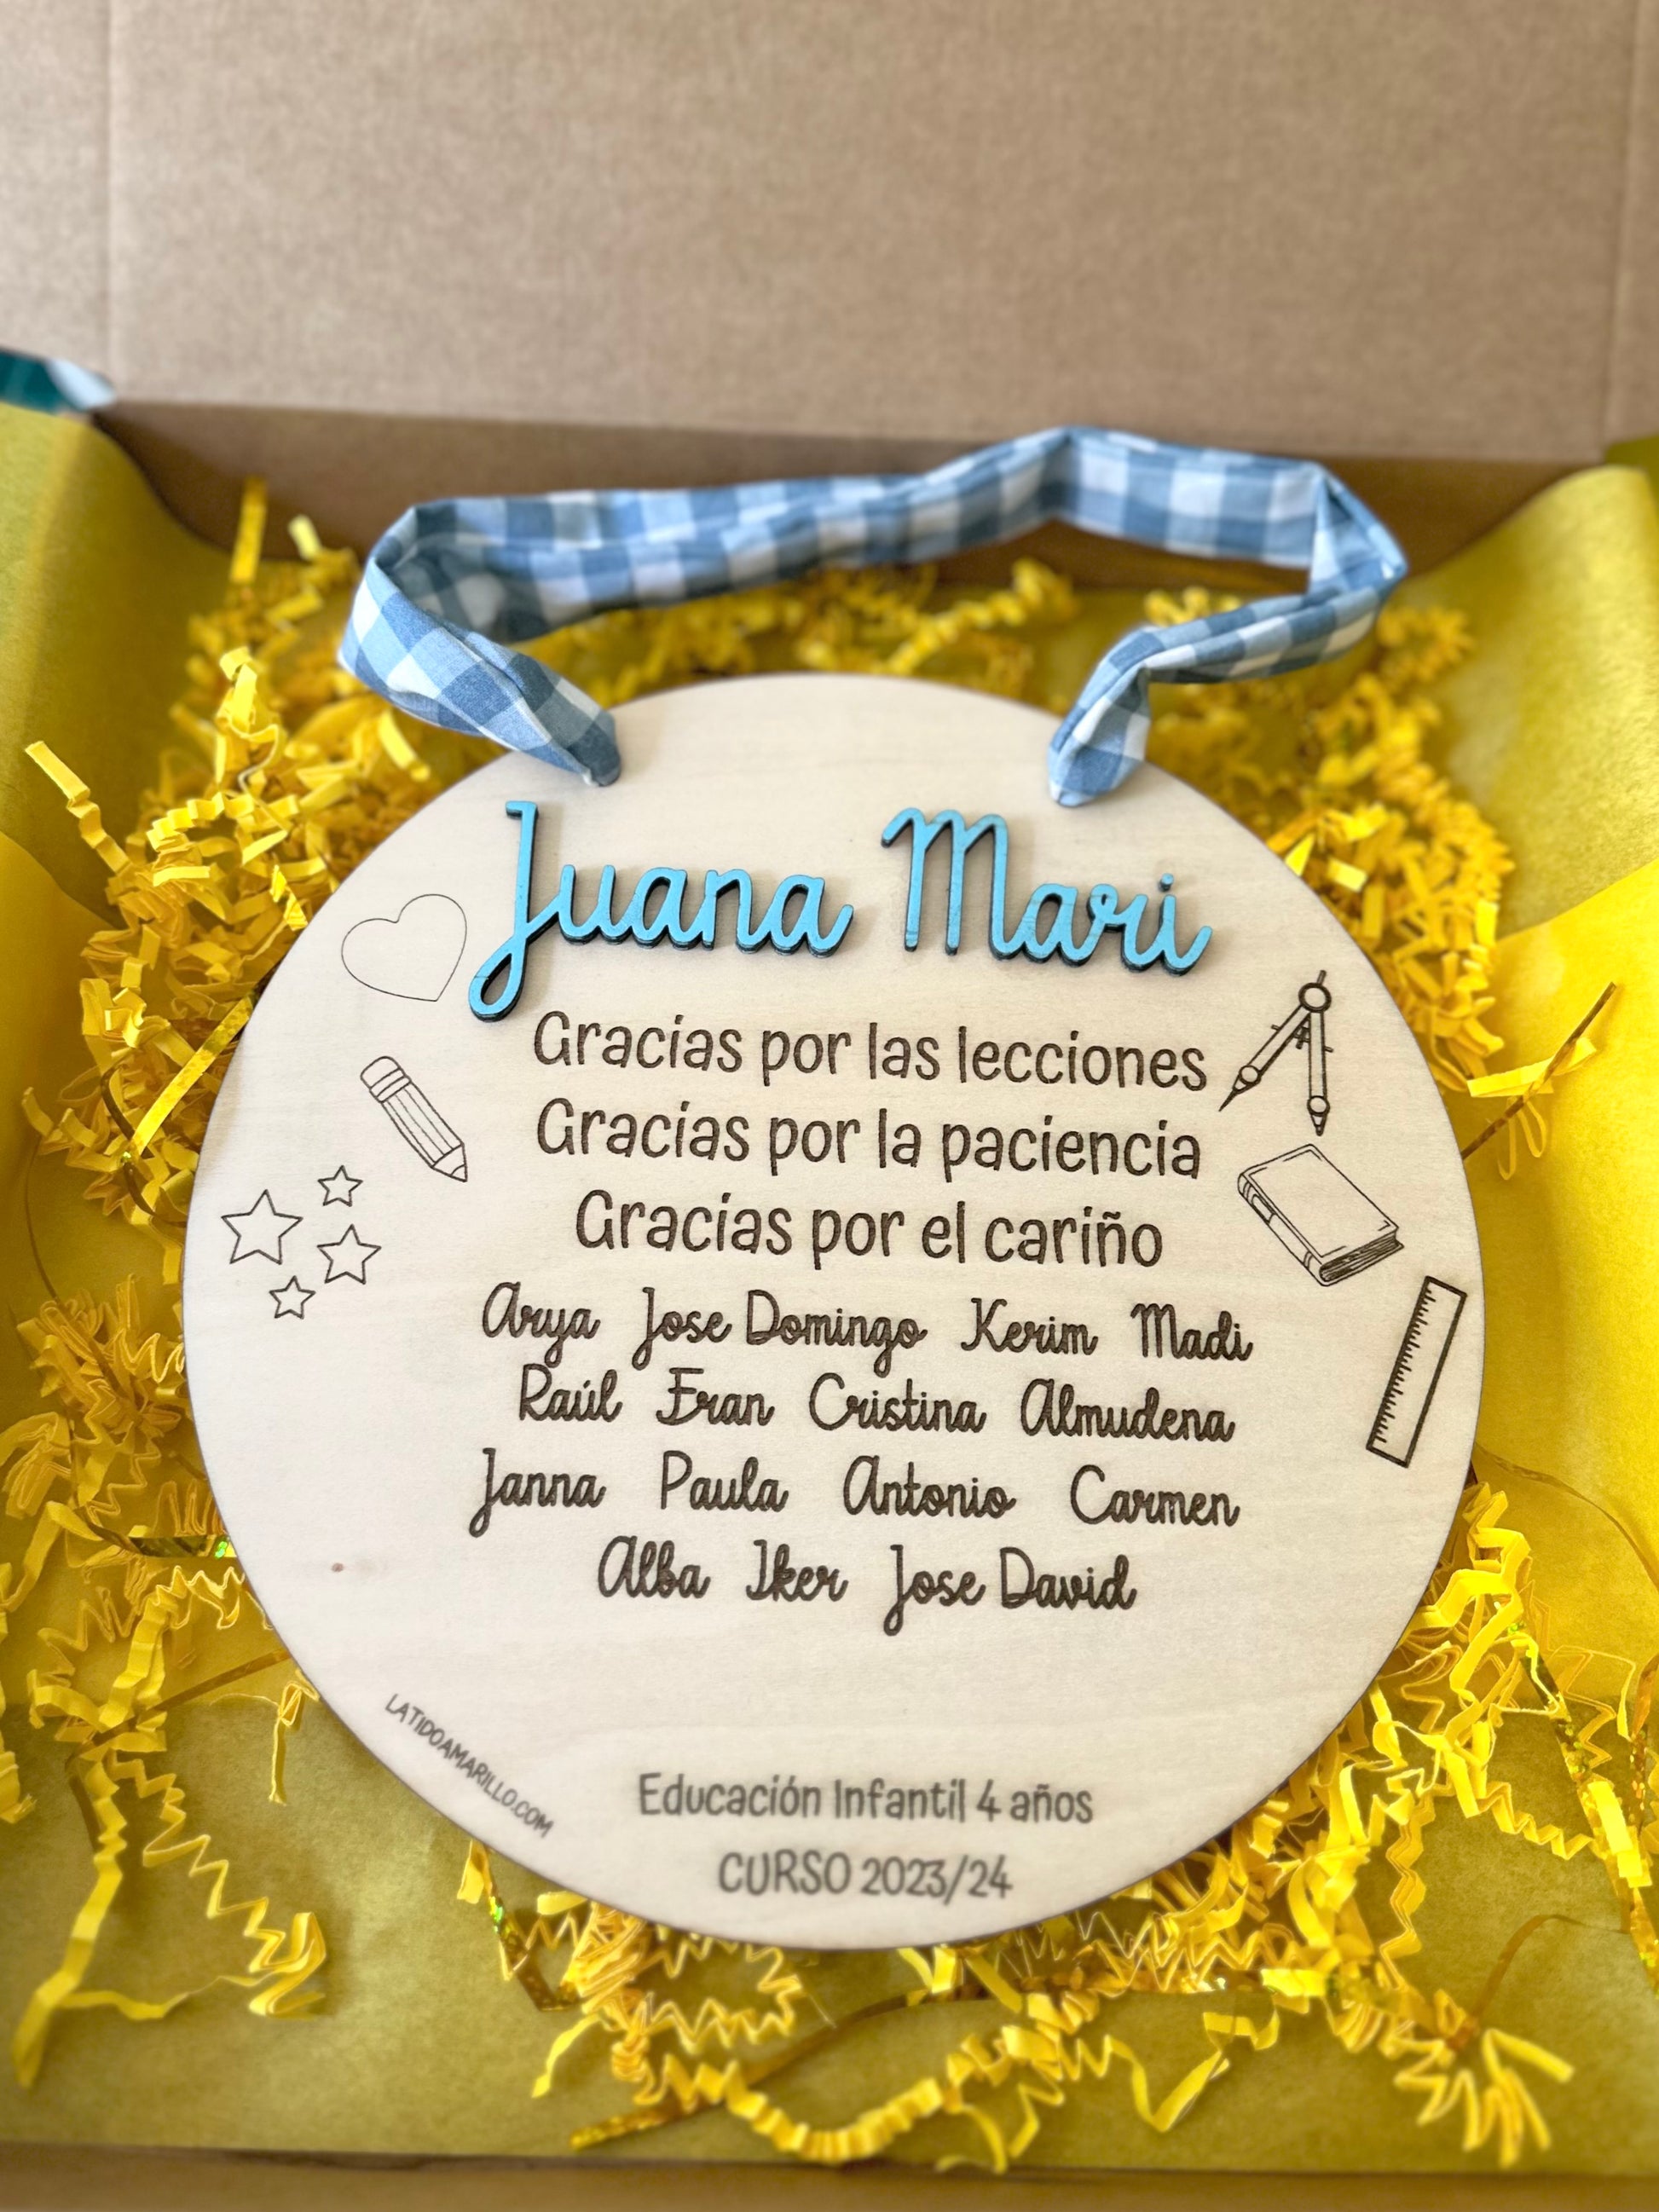 Juana Mari
Gracias por las lecciones
Gracias por la paciencia
Gracias por el cariño
Arya Jose Domingo Kerim Madi
Raúl Fran Cristina Almudena
Janna Paula Antonio Carmen
Alba Iker Jose David
LATIDOAMARILLO.COM
Educación Infantil 4 años
CURSO 2023/24